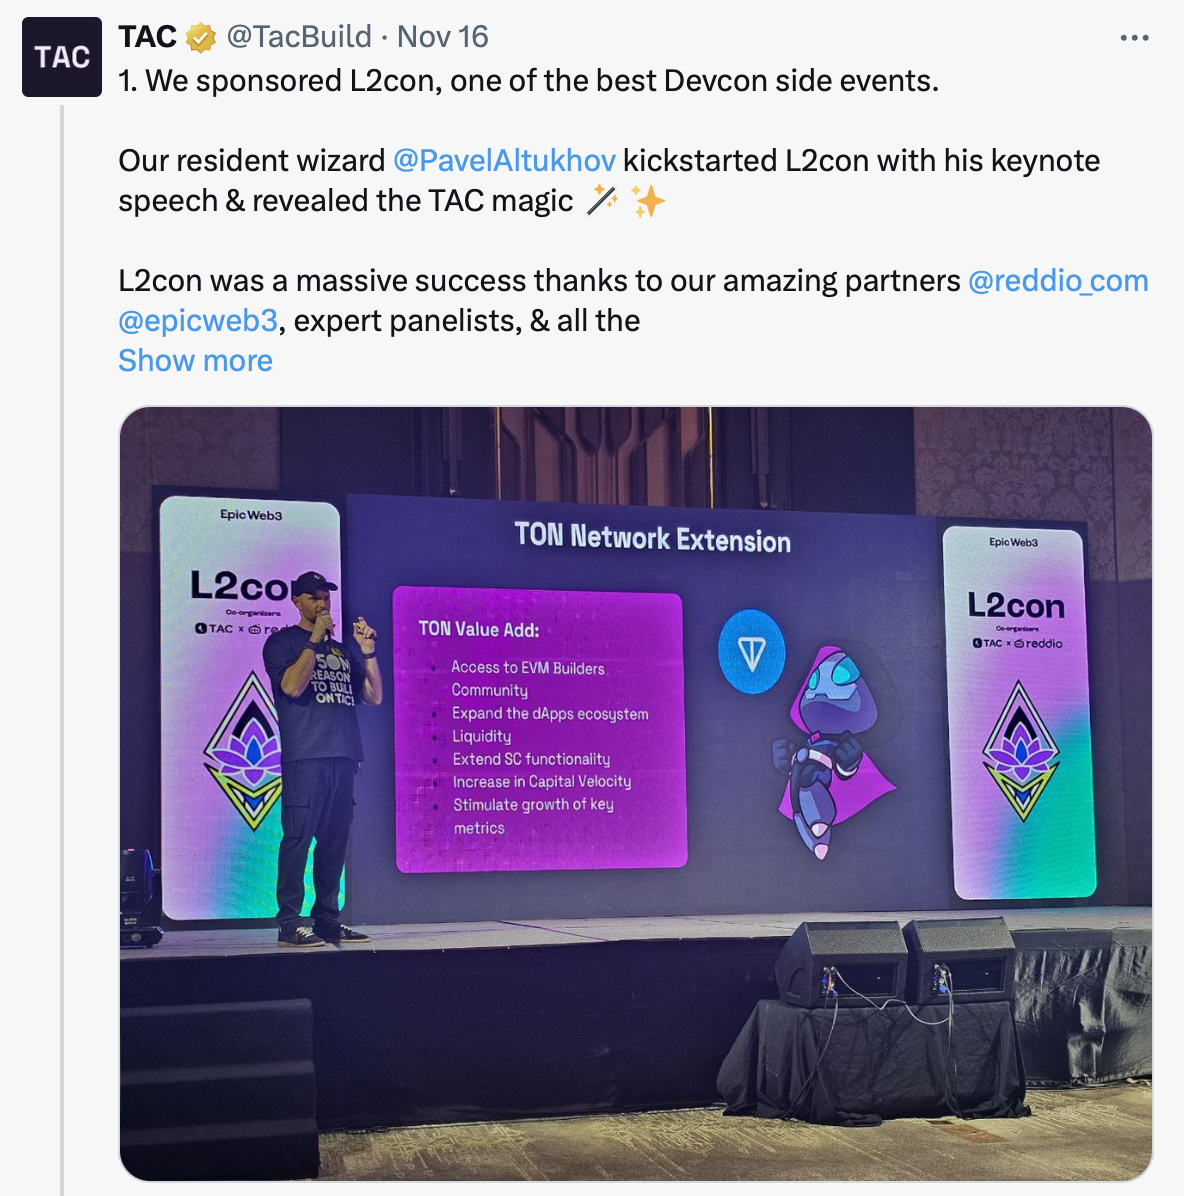 TAC
TAC @TacBuild · Nov 16
1. We sponsored L2con, one of the best Devcon side events.
Our resident wizard @PavelAltukhov kickstarted L2con with his keynote
speech & revealed the TAC magic 🪄 ✨
L2con was a massive success thanks to our amazing partners @reddio_com
@epicweb3, expert panelists, & all the
Show more
EpicWeb3
L2con
Co-organizers
TAC x red
SON
REASON
TO BUIL
ON TAC!
TON Network Extension
TON Value Add:
• Access to EVM Builders
Community
• Expand the dApps ecosystem
• Liquidity
• Extend SC functionality
• Increase in Capital Velocity
• Stimulate growth of key
metrics
EpicWeb3
L2con
Co-organizers
TAC x reddio